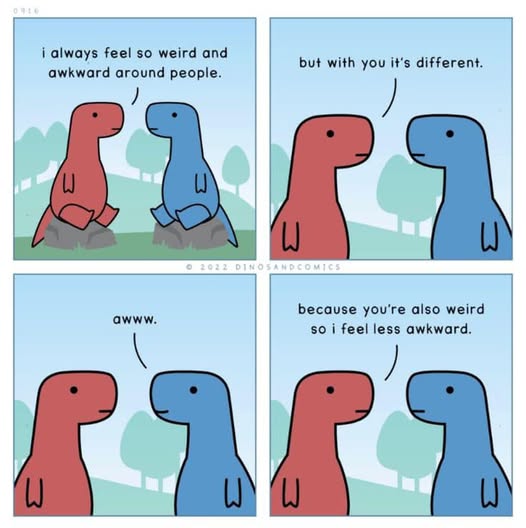 0916
i always feel so weird and
awkward around people.
but with you it's different.
© 2022 DINOSANDCOMICS
awww.
because you're also weird
so i feel less awkward.